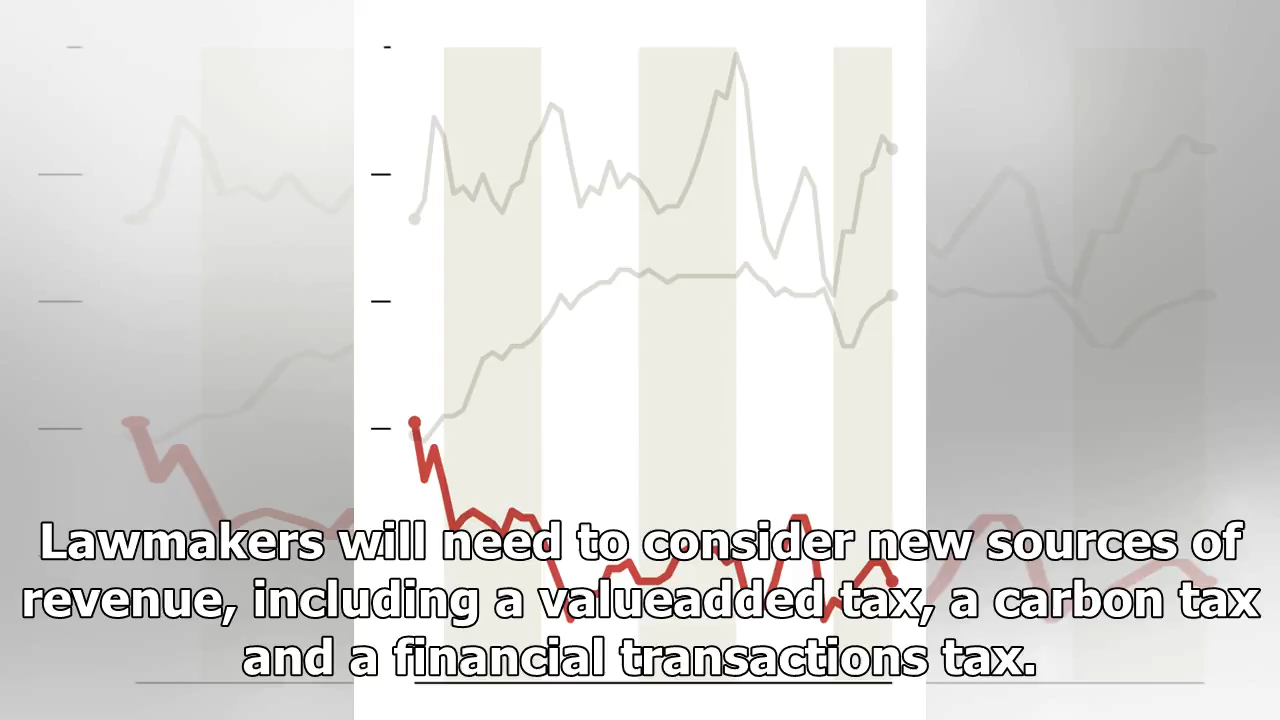 Lawmakers will need to consider new sources of
revenue, including a valueadded tax, a carbon tax
and a financial transactions tax.